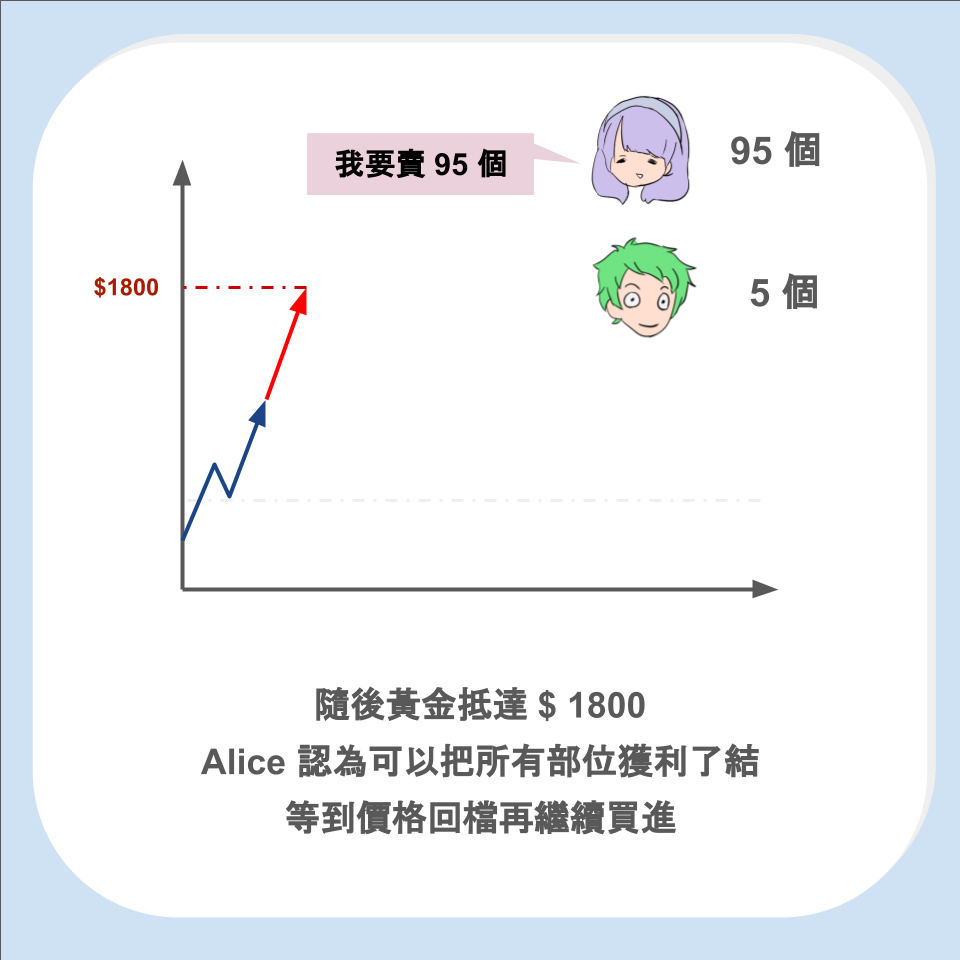 我要賣 95 個
95 個
$1800
5 個
隨後黃金抵達 $ 1800
Alice 認為可以把所有部位獲利了結
等到價格回檔再繼續買進